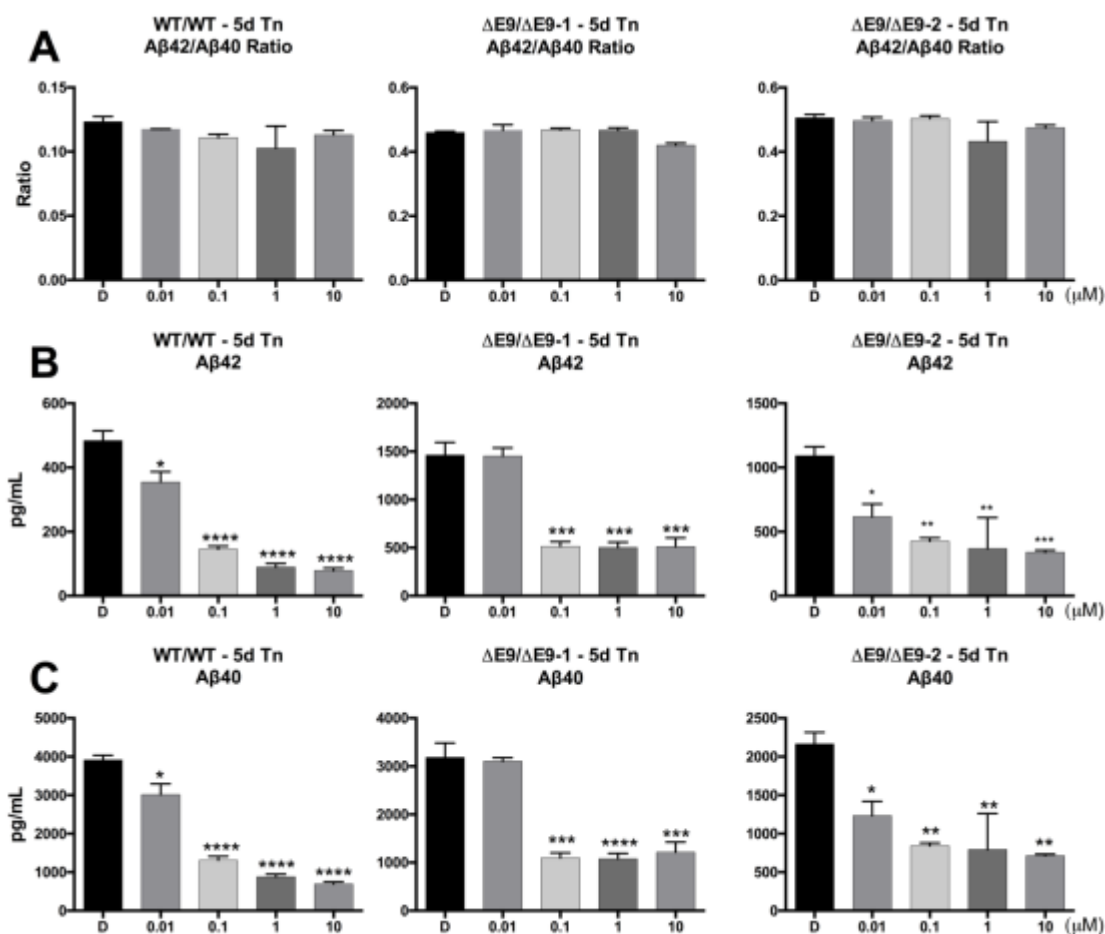 A
WT/WT - 5d Tn
Aβ42/Aβ40 Ratio
ΔE9/ΔE9-1 - 5d Tn
Aβ42/Aβ40 Ratio
ΔE9/ΔE9-2 - 5d Tn
Aβ42/Aβ40 Ratio
Ratio
0.15
0.10
0.05
0.00
D 0.01 0.1 1 10
0.6
0.4
0.2
0.0
D 0.01 0.1 1 10
0.6
0.4
0.2
0.0
D 0.01 0.1 1 10 (μM)
B
WT/WT - 5d Tn
Aβ42
ΔE9/ΔE9-1 - 5d Tn
Aβ42
ΔE9/ΔE9-2 - 5d Tn
Aβ42
pg/mL
600
400
200
0
* **** **** ****
D 0.01 0.1 1 10
2000
1500
1000
500
0
*** *** ***
D 0.01 0.1 1 10
1500
1000
500
0
* ** ** ***
D 0.01 0.1 1 10 (μM)
C
WT/WT - 5d Tn
Aβ40
ΔE9/ΔE9-1 - 5d Tn
Aβ40
ΔE9/ΔE9-2 - 5d Tn
Aβ40
pg/mL
5000
4000
3000
2000
1000
0
* **** **** ****
D 0.01 0.1 1 10
4000
3000
2000
1000
0
*** **** ***
D 0.01 0.1 1 10
2500
2000
1500
1000
500
0
* ** ** **
D 0.01 0.1 1 10 (μM)